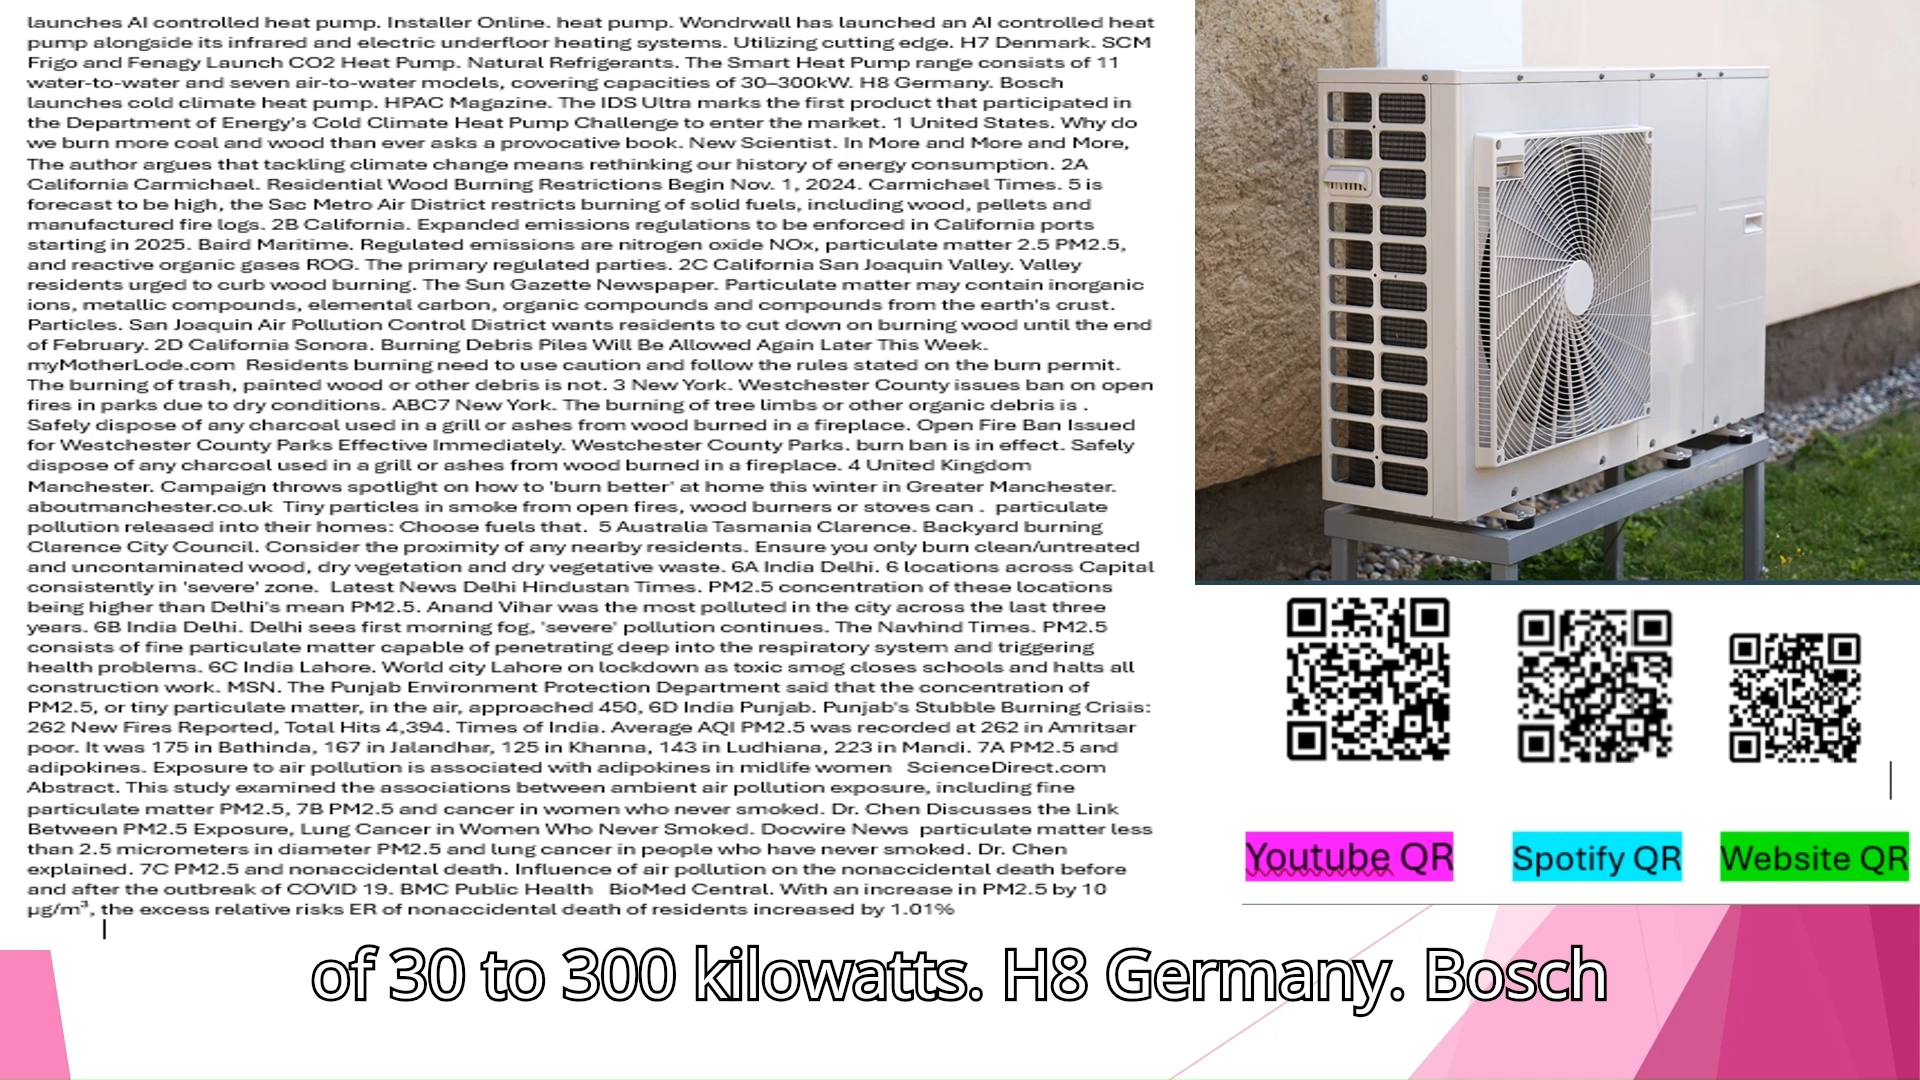 launches AI controlled heat pump. Installer Online. heat pump. Wondrwall has launched an AI controlled heat
pump alongside its infrared and electric underfloor heating systems. Utilizing cutting edge. H7 Denmark. SCM
Frigo and Fenagy Launch CO2 Heat Pump. Natural Refrigerants. The Smart Heat Pump range consists of 11
water-to-water and seven air-to-water models, covering capacities of 30–300kW. H8 Germany. Bosch
launches cold climate heat pump. HPAC Magazine. The IDS Ultra marks the first product that participated in
the Department of Energy's Cold Climate Heat Pump Challenge to enter the market. 1 United States. Why do
we burn more coal and wood than ever asks a provocative book. New Scientist. In More and More and More,
The author argues that tackling climate change means rethinking our history of energy consumption. 2A
California Carmichael. Residential Wood Burning Restrictions Begin Nov. 1, 2024. Carmichael Times. 5 is
forecast to be high, the Sac Metro Air District restricts burning of solid fuels, including wood, pellets and
manufactured fire logs. 2B California. Expanded emissions regulations to be enforced in California ports
starting in 2025. Baird Maritime. Regulated emissions are nitrogen oxide NOx, particulate matter 2.5 PM2.5,
and reactive organic gases ROG. The primary regulated parties. 2C California San Joaquin Valley. Valley
residents urged to curb wood burning. The Sun Gazette Newspaper. Particulate matter may contain inorganic
ions, metallic compounds, elemental carbon, organic compounds and compounds from the earth's crust.
Particles. San Joaquin Air Pollution Control District wants residents to cut down on burning wood until the end
of February. 2D California Sonora. Burning Debris Piles Will Be Allowed Again Later This Week.
myMotherLode.com Residents burning need to use caution and follow the rules stated on the burn permit.
The burning of trash, painted wood or other debris is not. 3 New York. Westchester County issues ban on open
fires in parks due to dry conditions. ABC7 New York. The burning of tree limbs or other organic debris is .
Safely dispose of any charcoal used in a grill or ashes from wood burned in a fireplace. Open Fire Ban Issued
for Westchester County Parks Effective Immediately. Westchester County Parks. burn ban is in effect. Safely
dispose of any charcoal used in a grill or ashes from wood burned in a fireplace. 4 United Kingdom
Manchester. Campaign throws spotlight on how to 'burn better' at home this winter in Greater Manchester.
aboutmanchester.co.uk Tiny particles in smoke from open fires, wood burners or stoves can . particulate
pollution released into their homes: Choose fuels that. 5 Australia Tasmania Clarence. Backyard burning
Clarence City Council. Consider the proximity of any nearby residents. Ensure you only burn clean/untreated
and uncontaminated wood, dry vegetation and dry vegetative waste. 6A India Delhi. 6 locations across Capital
consistently in 'severe' zone. Latest News Delhi Hindustan Times. PM2.5 concentration of these locations
being higher than Delhi's mean PM2.5. Anand Vihar was the most polluted in the city across the last three
years. 6B India Delhi. Delhi sees first morning fog, 'severe' pollution continues. The Navhind Times. PM2.5
consists of fine particulate matter capable of penetrating deep into the respiratory system and triggering
health problems. 6C India Lahore. World city Lahore on lockdown as toxic smog closes schools and halts all
construction work. MSN. The Punjab Environment Protection Department said that the concentration of
PM2.5, or tiny particulate matter, in the air, approached 450, 6D India Punjab. Punjab's Stubble Burning Crisis:
262 New Fires Reported, Total Hits 4,394. Times of India. Average AQI PM2.5 was recorded at 262 in Amritsar
poor. It was 175 in Bathinda, 167 in Jalandhar, 125 in Khanna, 143 in Ludhiana, 223 in Mandi. 7A PM2.5 and
adipokines. Exposure to air pollution is associated with adipokines in midlife women ScienceDirect.com
Abstract. This study examined the associations between ambient air pollution exposure, including fine
particulate matter PM2.5, 7B PM2.5 and cancer in women who never smoked. Dr. Chen Discusses the Link
Between PM2.5 Exposure, Lung Cancer in Women Who Never Smoked. Docwire News particulate matter less
than 2.5 micrometers in diameter PM2.5 and lung cancer in people who have never smoked. Dr. Chen
explained. 7C PM2.5 and nonaccidental death. Influence of air pollution on the nonaccidental death before
and after the outbreak of COVID 19. BMC Public Health BioMed Central. With an increase in PM2.5 by 10
μg/m³, the excess relative risks ER of nonaccidental death of residents increased by 1.01%
Youtube QR
Spotify QR
Website QR
of 30 to 300 kilowatts. H8 Germany. Bosch